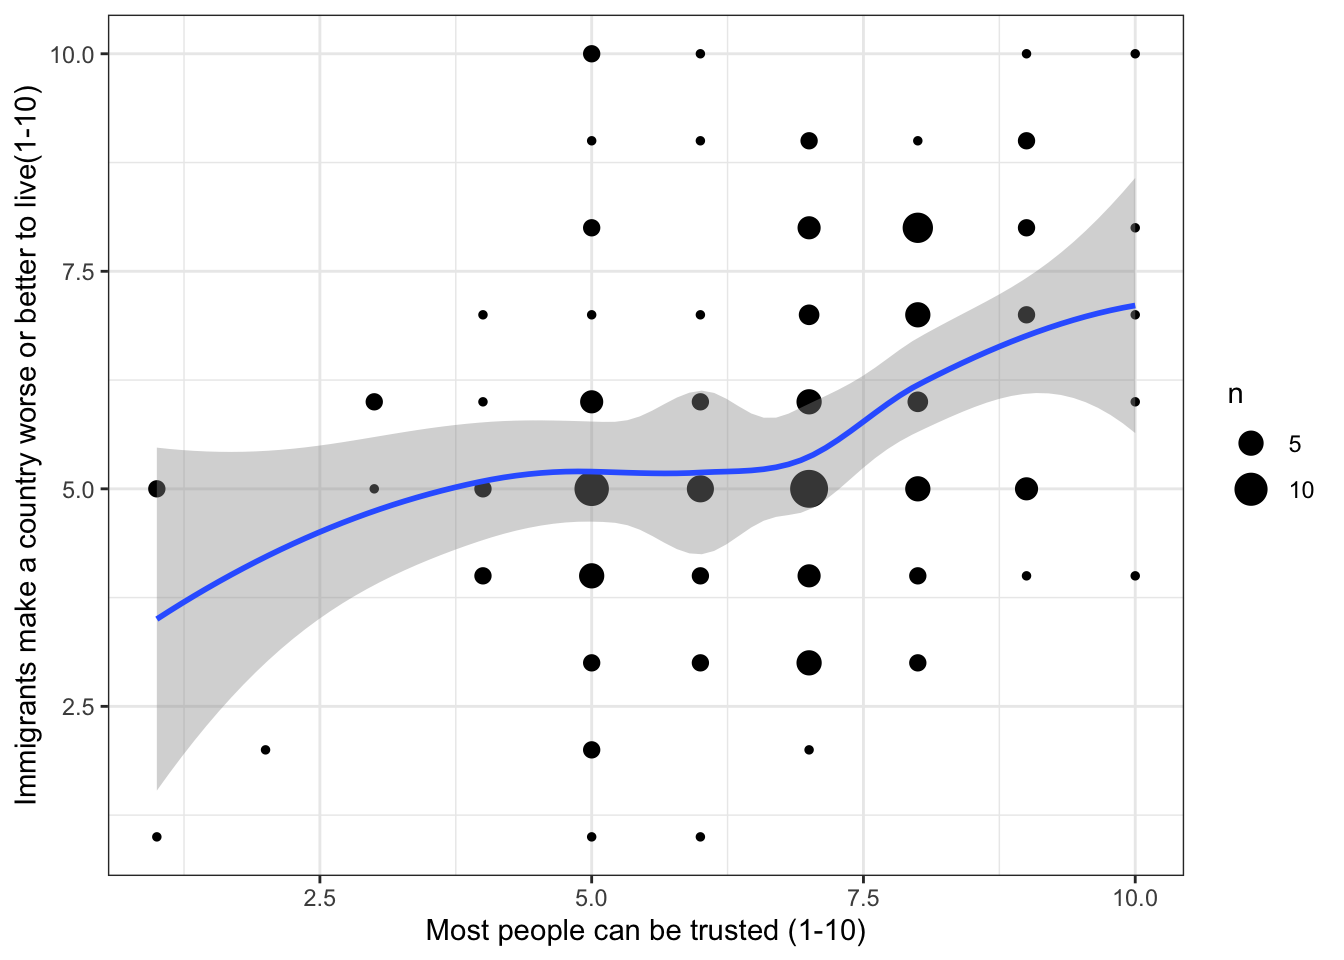 10.0
7.5
5.0
2.5
Immigrants make a country worse or better to live(1-10)
2.5 5.0 7.5 10.0
Most people can be trusted (1-10)
n
5
10